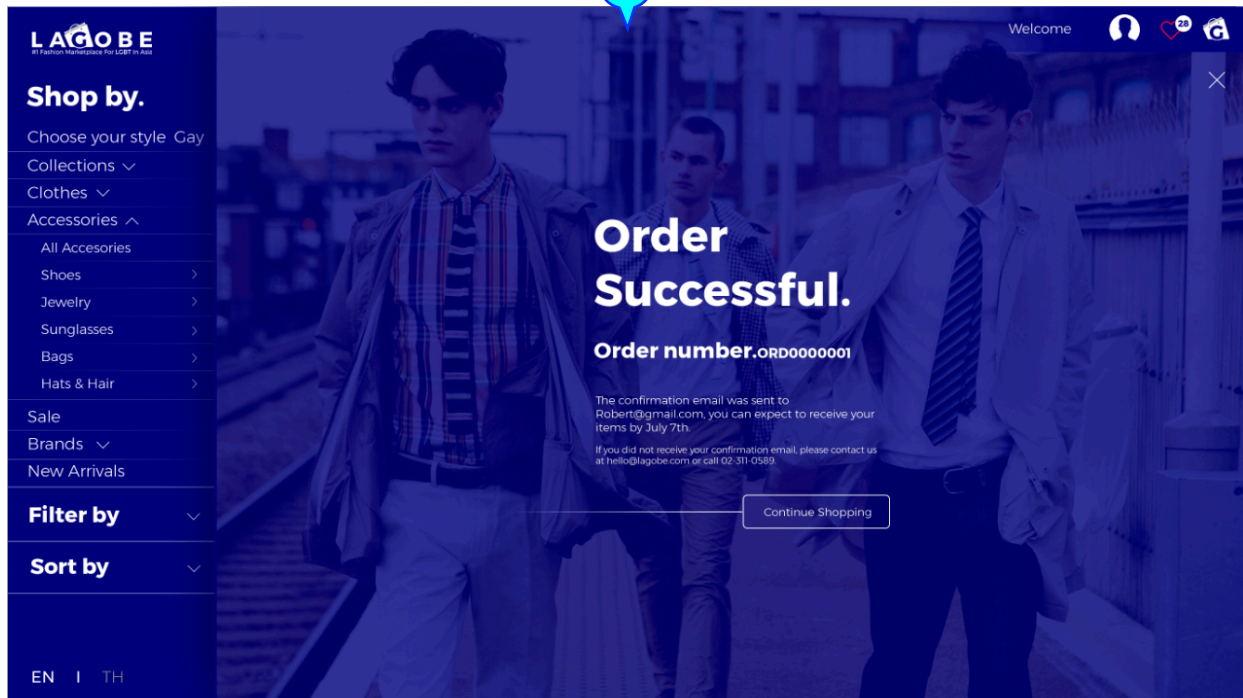 LAGOBE
#1 Fashion Marketplace For LGBT In Asia
Shop by.
Choose your style Gay
Collections
Clothes
Accessories
All Accesories
Shoes
Jewelry
Sunglasses
Bags
Hats & Hair
Sale
Brands
New Arrivals
Filter by
Sort by
EN | TH
Welcome
28
G
Order
Successful.
Order number.ORD0000001
The confirmation email was sent to
Robert@gmail.com, you can expect to receive your
items by July 7th.
If you did not receive your confirmation email, please contact us
at hello@lagobe.com or call 02-311-0589.
Continue Shopping